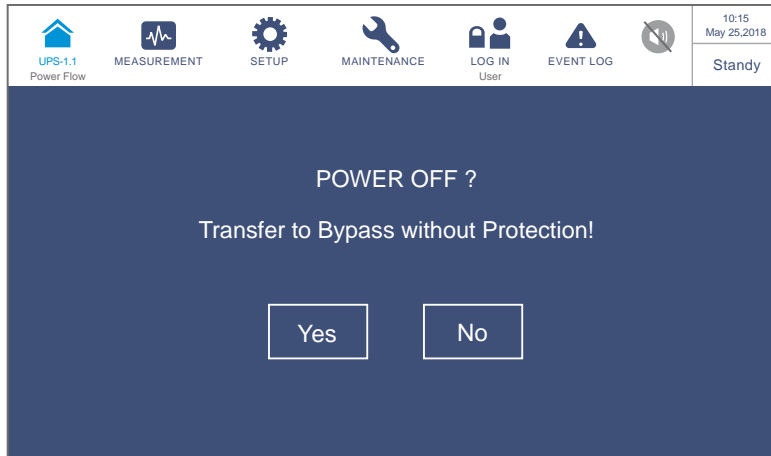 UPS-1.1
Power Flow
MEASUREMENT
SETUP
MAINTENANCE
LOG IN
User
EVENT LOG
10:15
May 25,2018
Standy
POWER OFF ?
Transfer to Bypass without Protection!
Yes
No